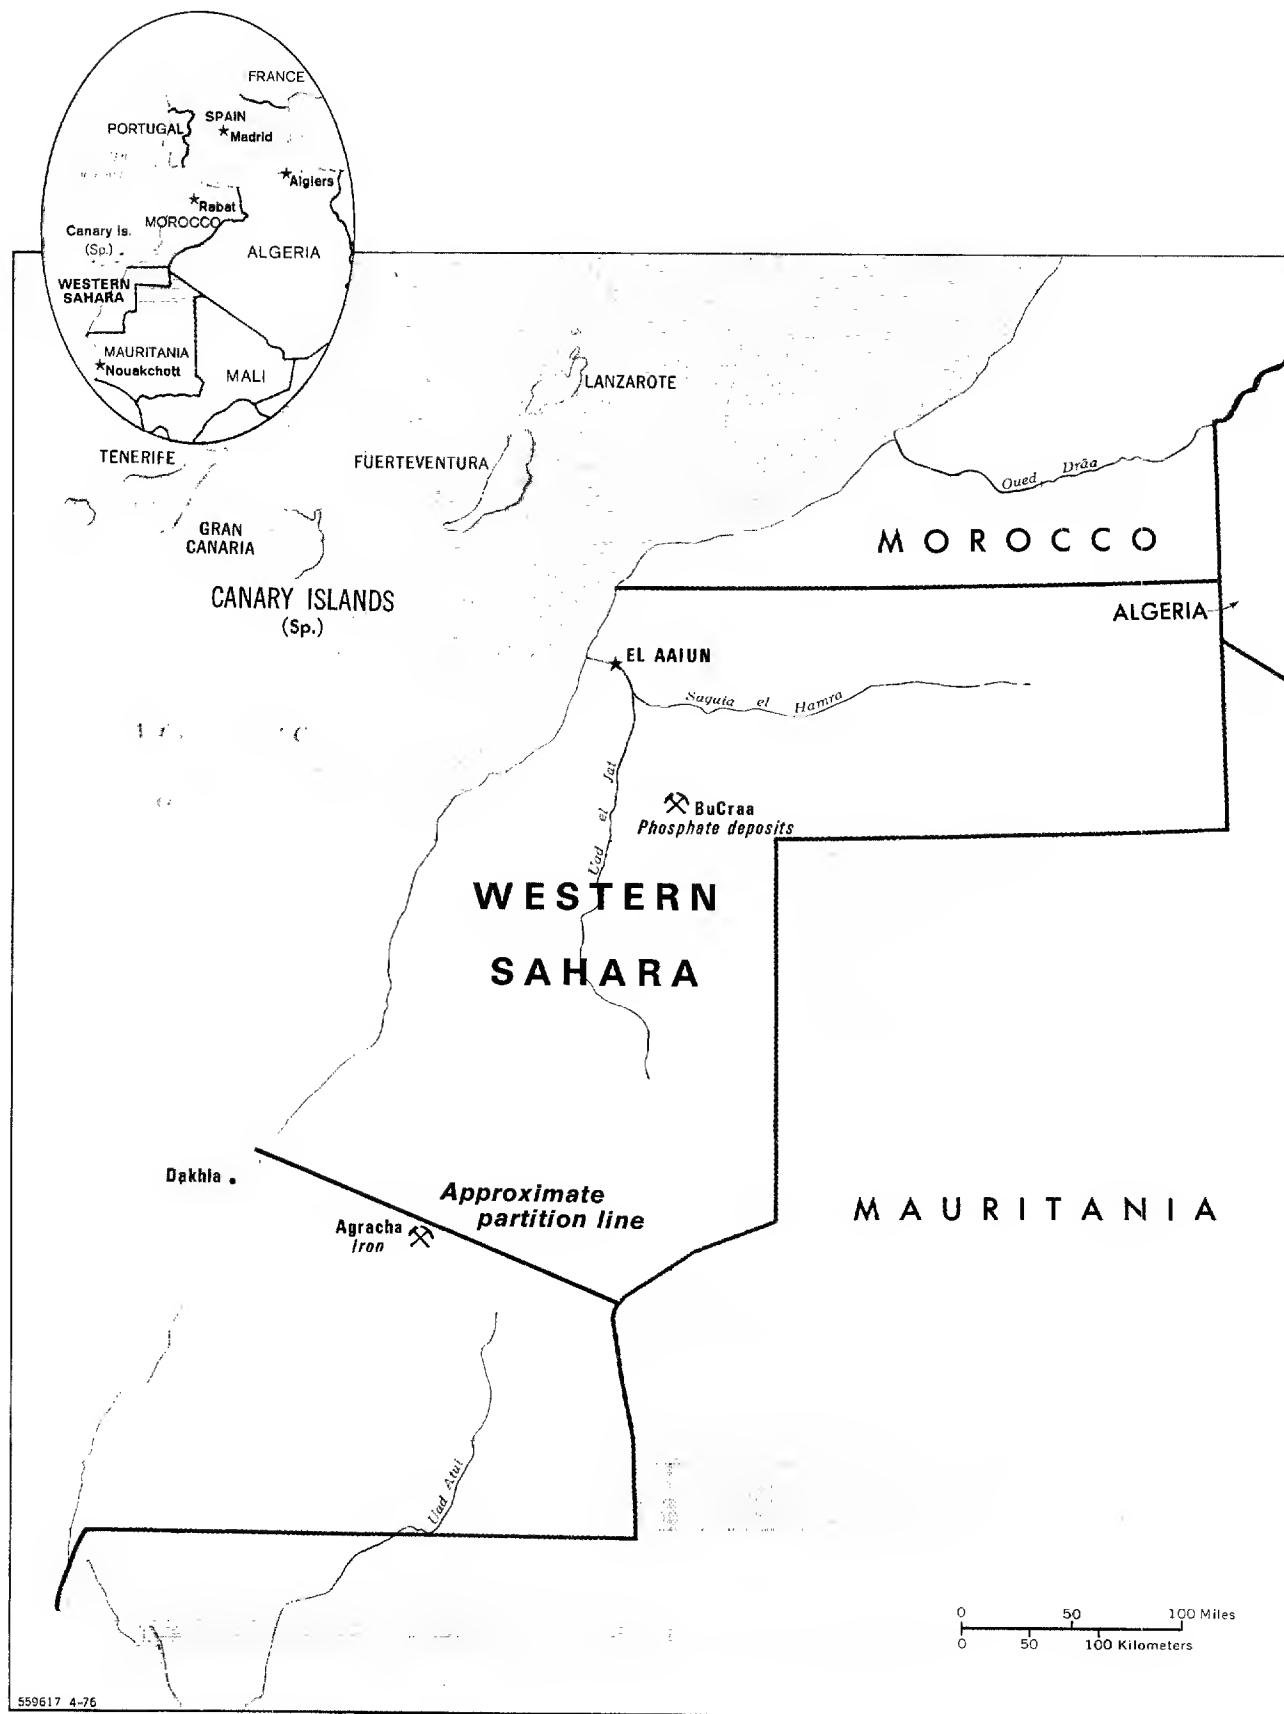 FRANCE
SPAIN
PORTUGAL
Madrid
Algiers
Rabat
MOROCCO
Canary Is.
(Sp.)
ALGERIA
WESTERN
SAHARA
MAURITANIA
Nouakchott
MALI
LANZAROTE
TENERIFE
FUERTEVENTURA
GRAN
CANARIA
CANARY ISLANDS
(Sp.)
Oued Drâa
MOROCCO
ALGERIA
EL AAIUN
Saguia el Hamra
Uad el Jat
BuCraa
Phosphate deposits
WESTERN
SAHARA
Dakhla
Approximate
partition line
Agracha
Iron
MAURITANIA
Uad Atui
0 50 100 Miles
0 50 100 Kilometers
559617 4-76